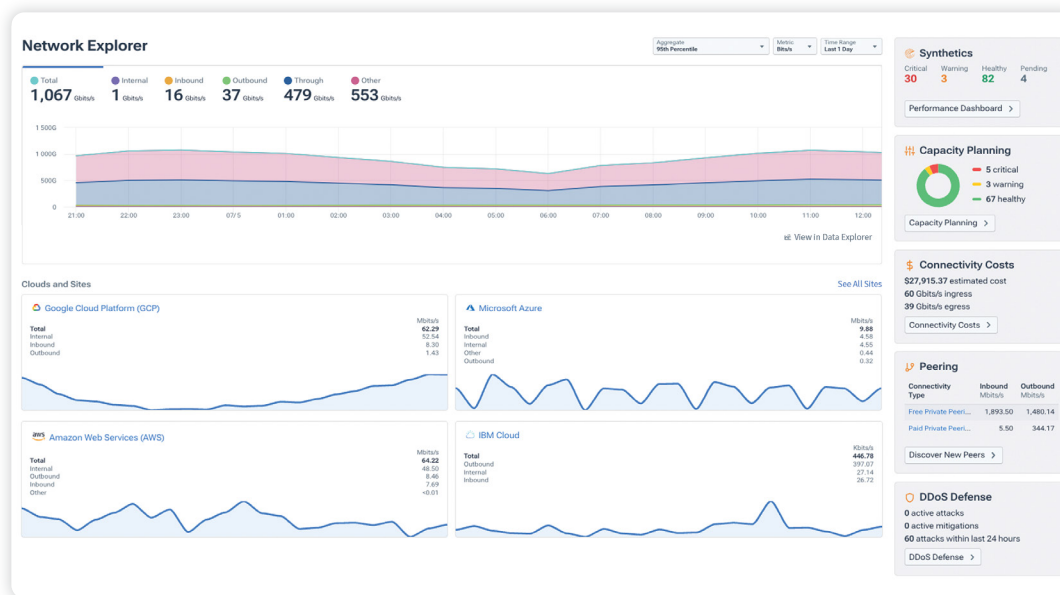 Network Explorer
Aggregate
95th Percentile
Metric
Bits/s
Time Range
Last 1 Day
Total Internal Inbound Outbound Through Other
1,067 Gbits/s 1 Gbits/s 16 Gbits/s 37 Gbits/s 479 Gbits/s 553 Gbits/s
1 500G
1 000G
500G
0
21:00 22:00 23:00 07/5 01:00 02:00 03:00 04:00 05:00 06:00 07:00 08:00 09:00 10:00 11:00 12:00
View in Data Explorer
Clouds and Sites See All Sites
Google Cloud Platform (GCP)
Mbits/s
Total 62.29
Internal 52.54
Inbound 8.30
Outbound 1.43
Microsoft Azure
Mbits/s
Total 9.88
Inbound 4.58
Internal 4.55
Other 0.44
Outbound 0.32
aws Amazon Web Services (AWS)
Mbits/s
Total 64.22
Internal 48.50
Outbound 8.46
Inbound 7.69
Other <0.01
IBM Cloud
Kbits/s
Total 446.78
Outbound 397.07
Internal 27.14
Inbound 26.72
Synthetics
Critical Warning Healthy Pending
30 3 82 4
Performance Dashboard >
Capacity Planning
5 critical
3 warning
67 healthy
Capacity Planning >
$ Connectivity Costs
$27,915.37 estimated cost
60 Gbits/s ingress
39 Gbits/s egress
Connectivity Costs >
Peering
Connectivity Type Inbound Mbits/s Outbound Mbits/s
Free Private Peeri... 1,893.50 1,480.14
Paid Private Peeri... 5.50 344.17
Discover New Peers >
DDoS Defense
0 active attacks
0 active mitigations
60 attacks within last 24 hours
DDoS Defense >